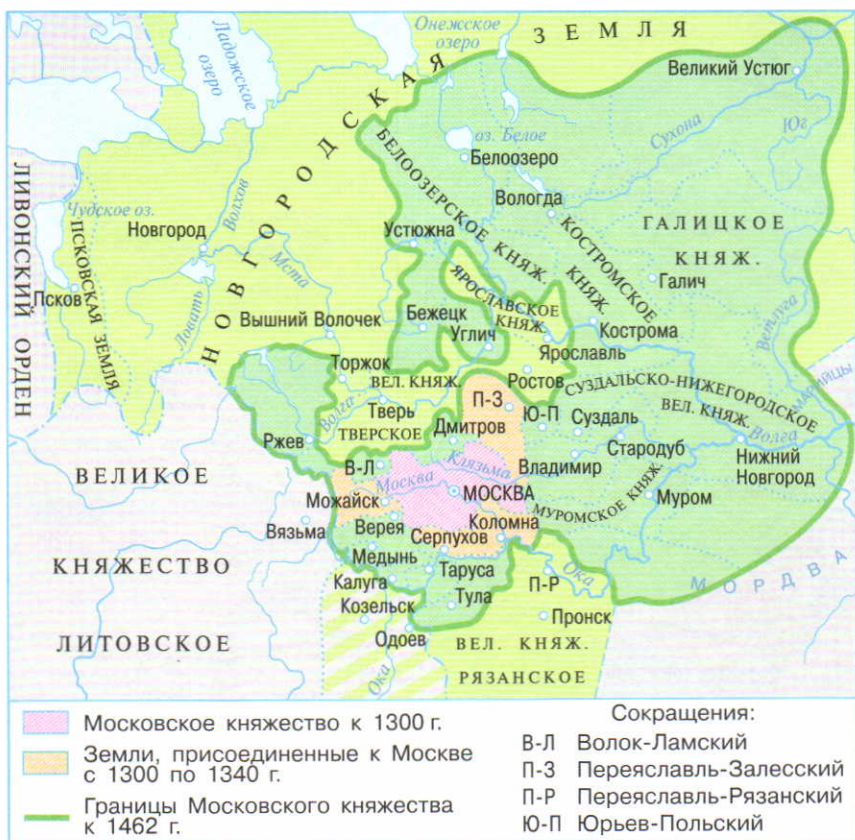 Онежское
озеро
ЗЕМЛЯ
Ладожское
озеро
Великий Устюг
НОВГОРОДСКАЯ
оз. Белое
Сухона
Юг
Белоозеро
ЛИВОНСКИЙ ОРДЕН
БЕЛООЗЕРСКОЕ КНЯЖ.
Вологда
Чудское оз.
Волхов
ГАЛИЦКОЕ
КНЯЖ.
Новгород
Устюжна
КОСТРОМСКОЕ
КНЯЖ.
ПСКОВСКАЯ ЗЕМЛЯ
Мста
ЯРОСЛАВСКОЕ
КНЯЖ.
Галич
Псков
Ловать
Ветлуга
Вышний Волочек
Бежецк
Кострома
Углич
Торжок
Ярославль
ВЕЛ. КНЯЖ.
Ростов
СУЗДАЛЬСКО-НИЖЕГОРОДСКОЕ
ВЕЛ. КНЯЖ.
Волга
Тверь
П-З
Ю-П
ТВЕРСКОЕ
Дмитров
Суздаль
Волга
Ржев
Стародуб
В-Л
Клязьма
Владимир
Нижний
Новгород
ВЕЛИКОЕ
Москва
МОСКВА
Можайск
МУРОМСКОЕ КНЯЖ.
Муром
Вязьма
Верея
Коломна
Серпухов
Медынь
КНЯЖЕСТВО
Таруса
Ока
МОРДВА
Калуга
П-Р
Козельск
Тула
Пронск
ЛИТОВСКОЕ
Одоев
ВЕЛ. КНЯЖ.
Ока
РЯЗАНСКОЕ
Московское княжество к 1300 г.
Земли, присоединенные к Москве
с 1300 по 1340 г.
Границы Московского княжества
к 1462 г.
Сокращения:
В-Л Волок-Ламский
П-З Переяславль-Залесский
П-Р Переяславль-Рязанский
Ю-П Юрьев-Польский